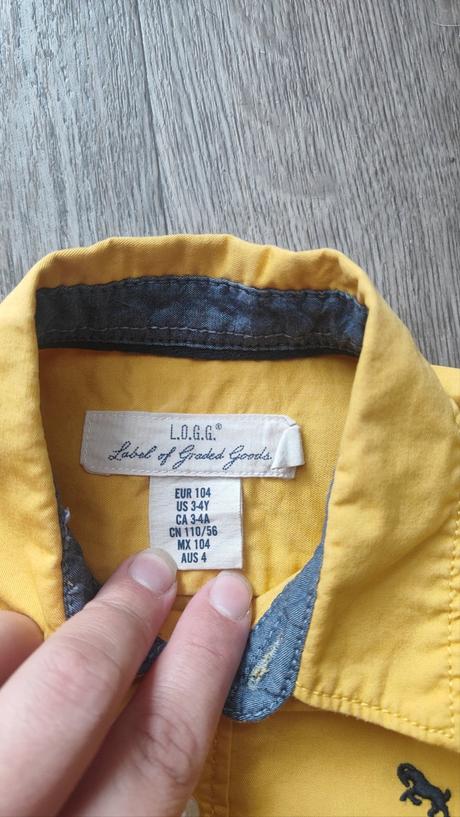 L.O.G.G.®
Label of Graded Goods
EUR 104
US 3-4Y
CA 3-4A
CN 110/56
MX 104
AUS 4